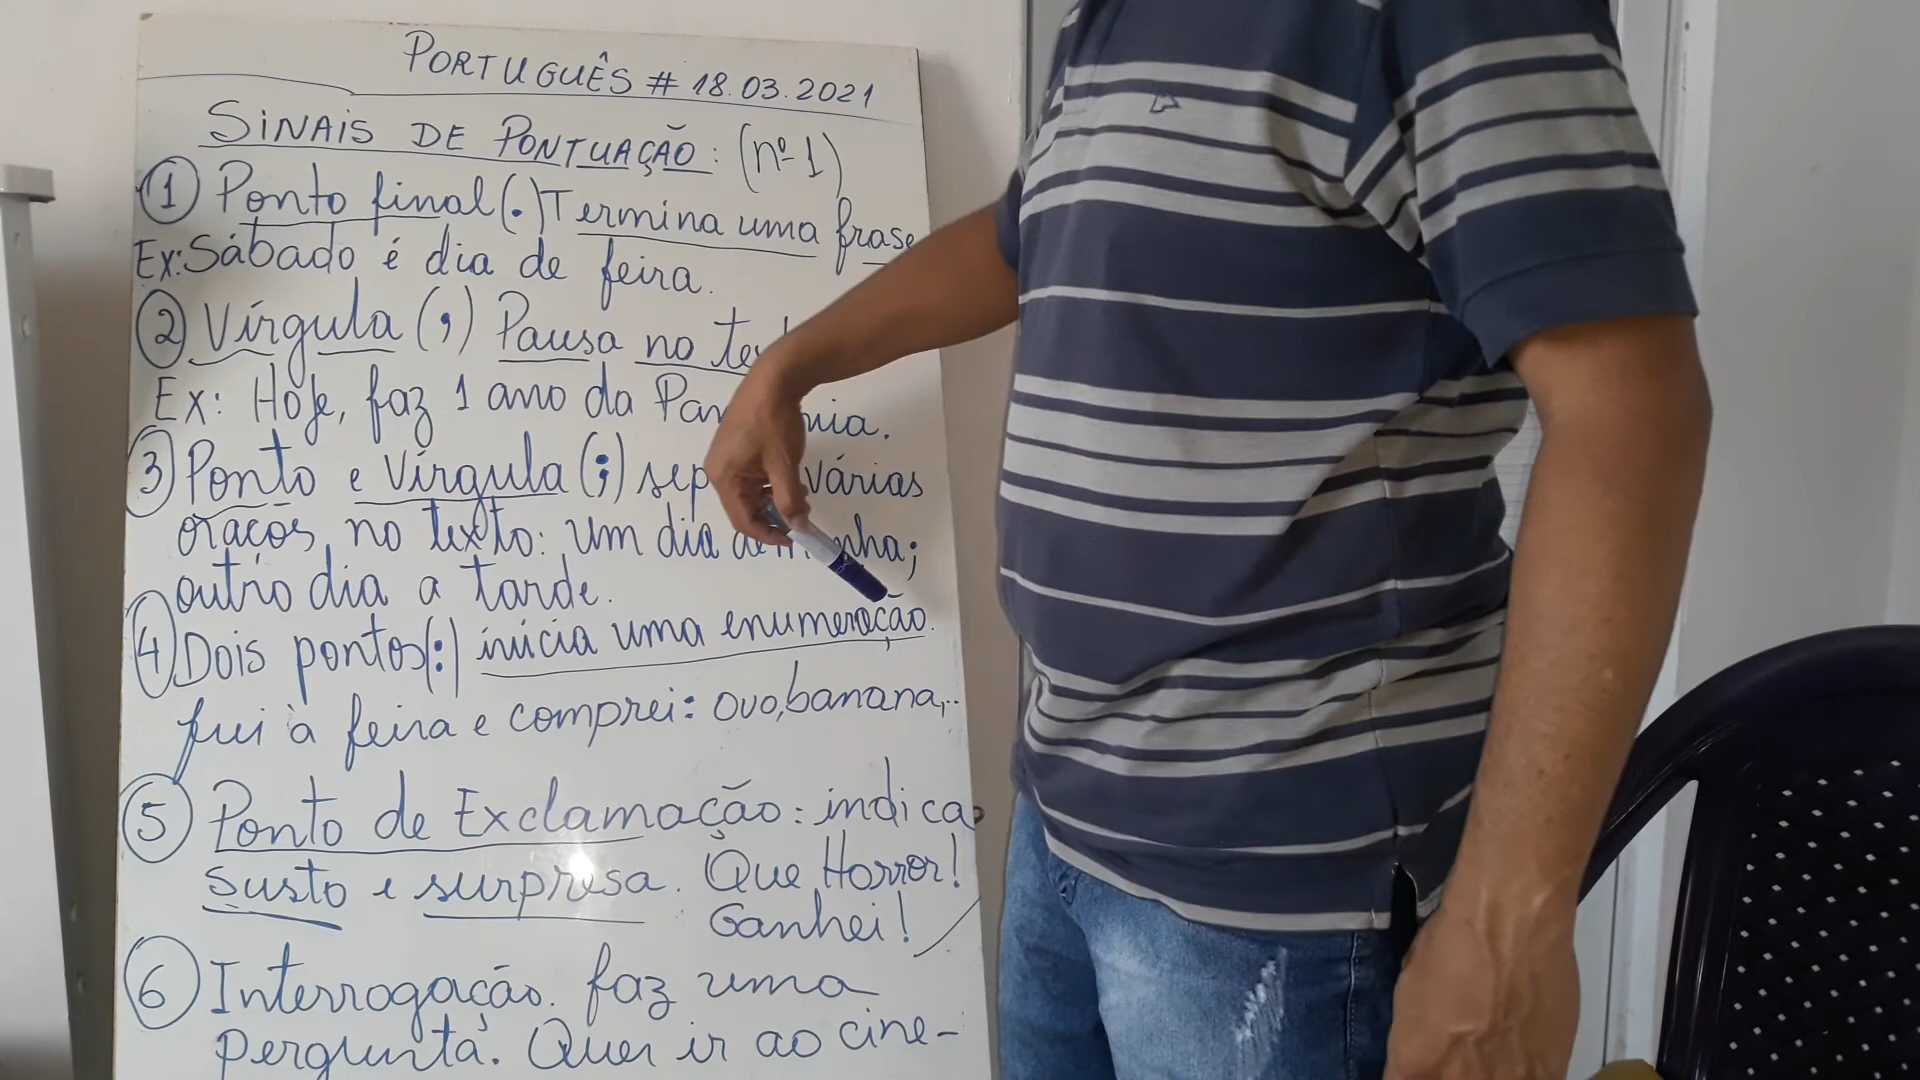 PORTUGUÊS # 18.03.2021
SINAIS DE PONTUAÇÃO: (nº 1)
1 Ponto final (.) Termina uma frase
Ex: Sábado é dia de feira.
2 Vírgula (,) Pausa no
Ex: Hoje, faz 1 ano da
3 Ponto e vírgula (;) várias
orações no texto: um dia
outro dia a tarde.
4 Dois pontos (:) inicia uma enumeração.
fui à feira e comprei: ovo, banana,..
5 Ponto de Exclamação: indica
susto e surpresa. Que Horror!
Ganhei!
6 Interrogação. faz uma
pergunta. Quer ir ao cine-